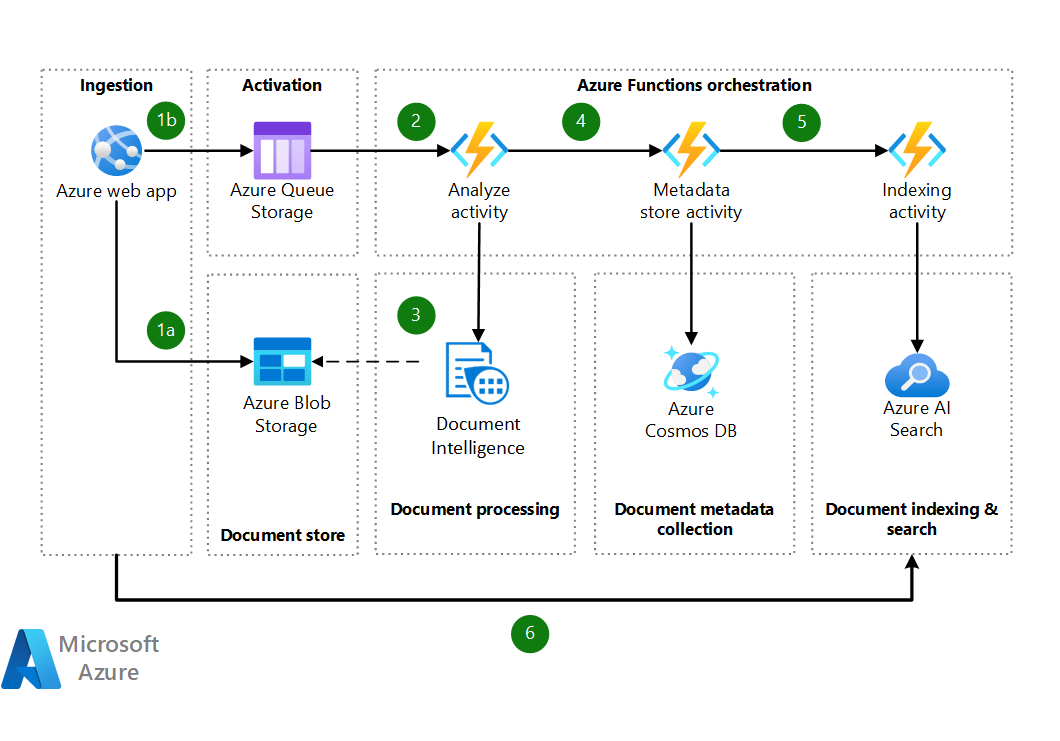 Ingestion
Activation
Azure Functions orchestration
1b
2
4
5
Azure web app
Azure Queue
Storage
Analyze
activity
Metadata
store activity
Indexing
activity
1a
3
Azure Blob
Storage
Document
Intelligence
Azure
Cosmos DB
Azure AI
Search
Document store
Document processing
Document metadata
collection
Document indexing &
search
6
Microsoft
Azure